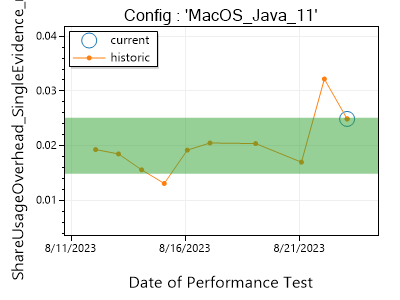 Config : 'MacOS_Java_11'
current
historic
0.04
0.03
0.02
0.01
8/11/2023
8/16/2023
8/21/2023
Date of Performance Test
ShareUsageOverhead_SingleEvidence_